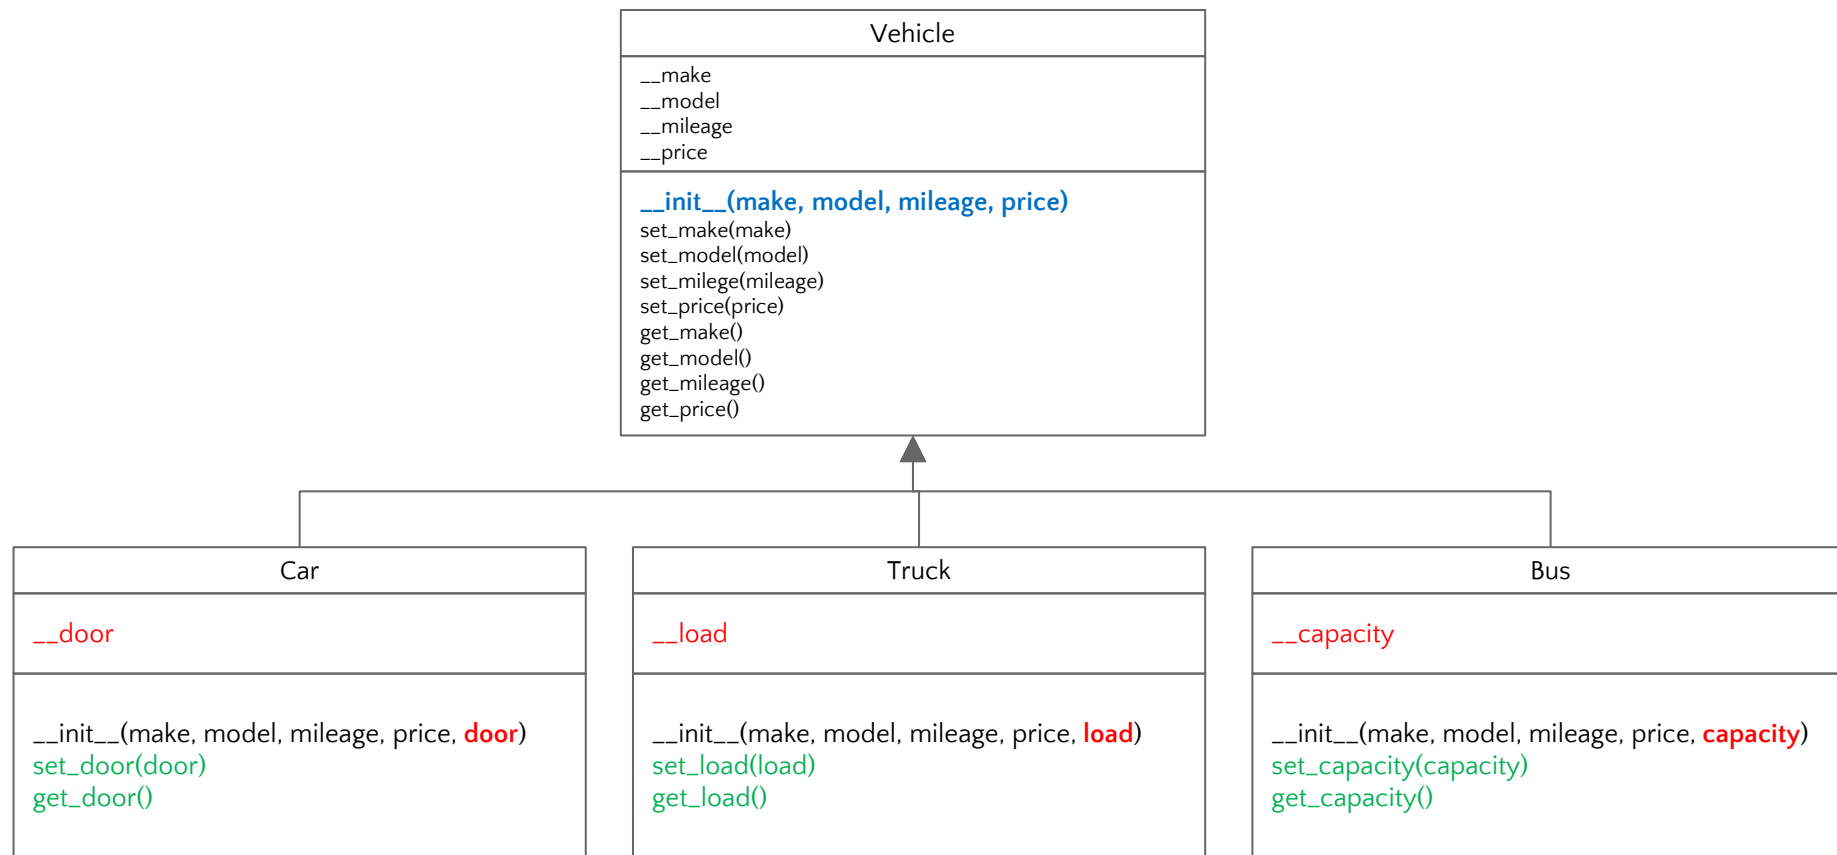 Vehicle
__make
__model
__mileage
__price
__init__(make, model, mileage, price)
set_make(make)
set_model(model)
set_milege(mileage)
set_price(price)
get_make()
get_model()
get_mileage()
get_price()
Car
__door
__init__(make, model, mileage, price, door)
set_door(door)
get_door()
Truck
__load
__init__(make, model, mileage, price, load)
set_load(load)
get_load()
Bus
__capacity
__init__(make, model, mileage, price, capacity)
set_capacity(capacity)
get_capacity()